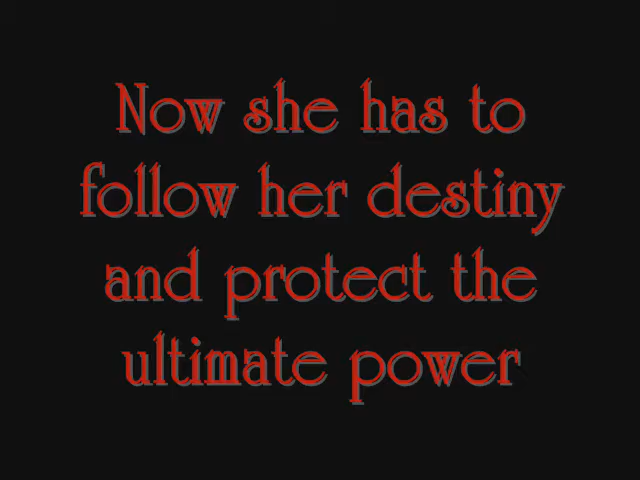 Now she has to
follow her destiny
and protect the
ultimate power